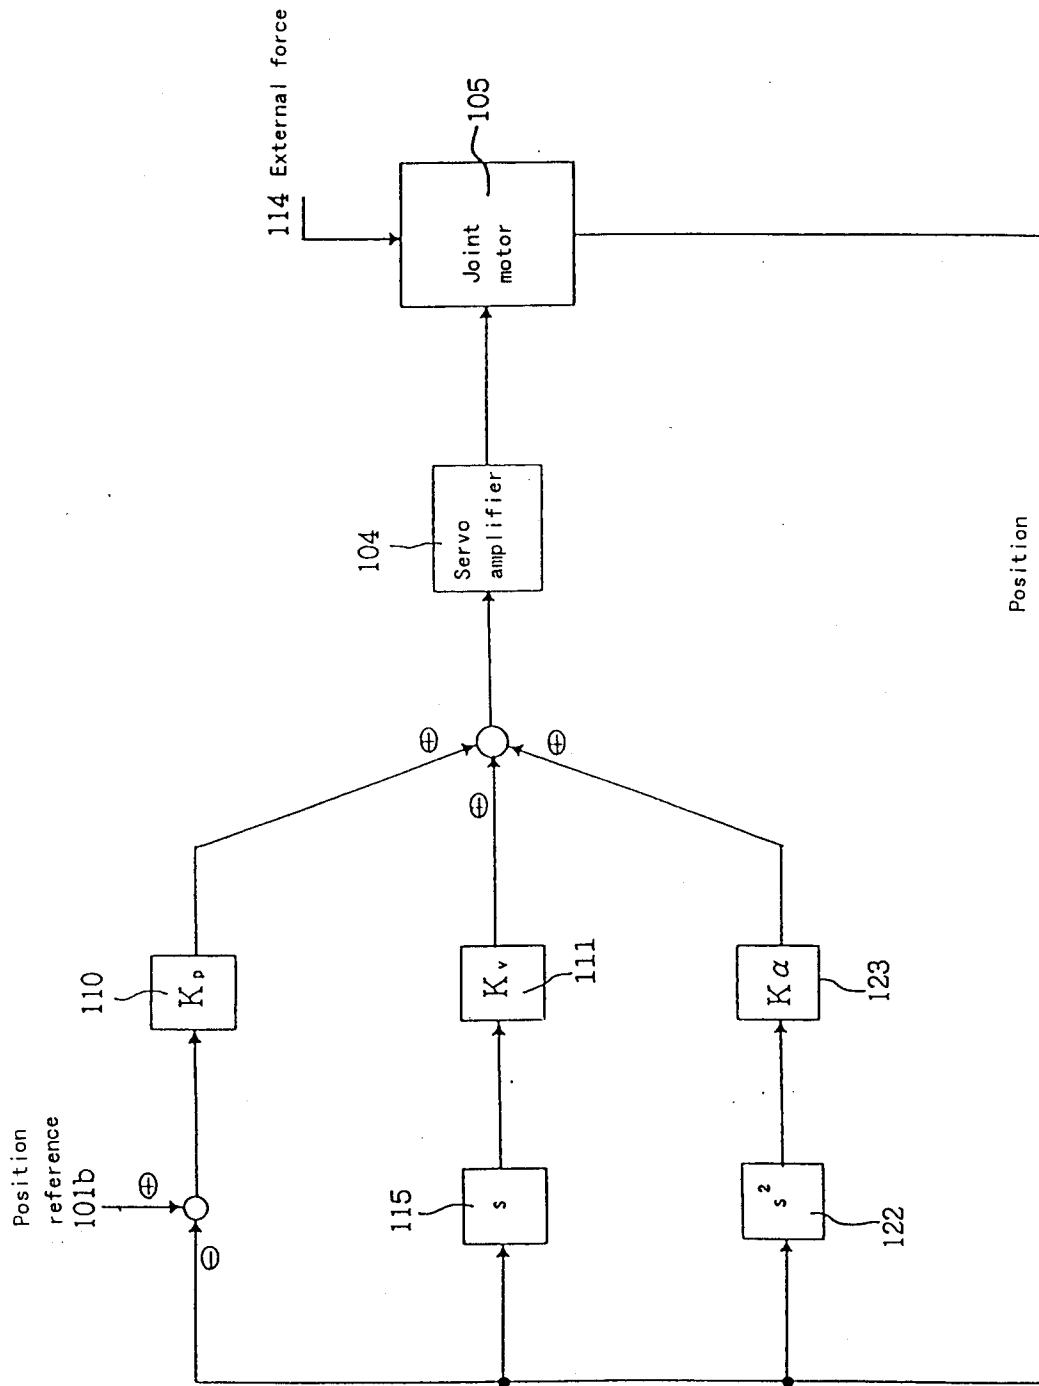 Position
reference
101b
⊕
⊖
110
Kp
115
s
Kv
111
s²
122
Kα
123
⊕
⊕
⊕
104
Servo
amplifier
114 External force
Joint
motor
105
Position